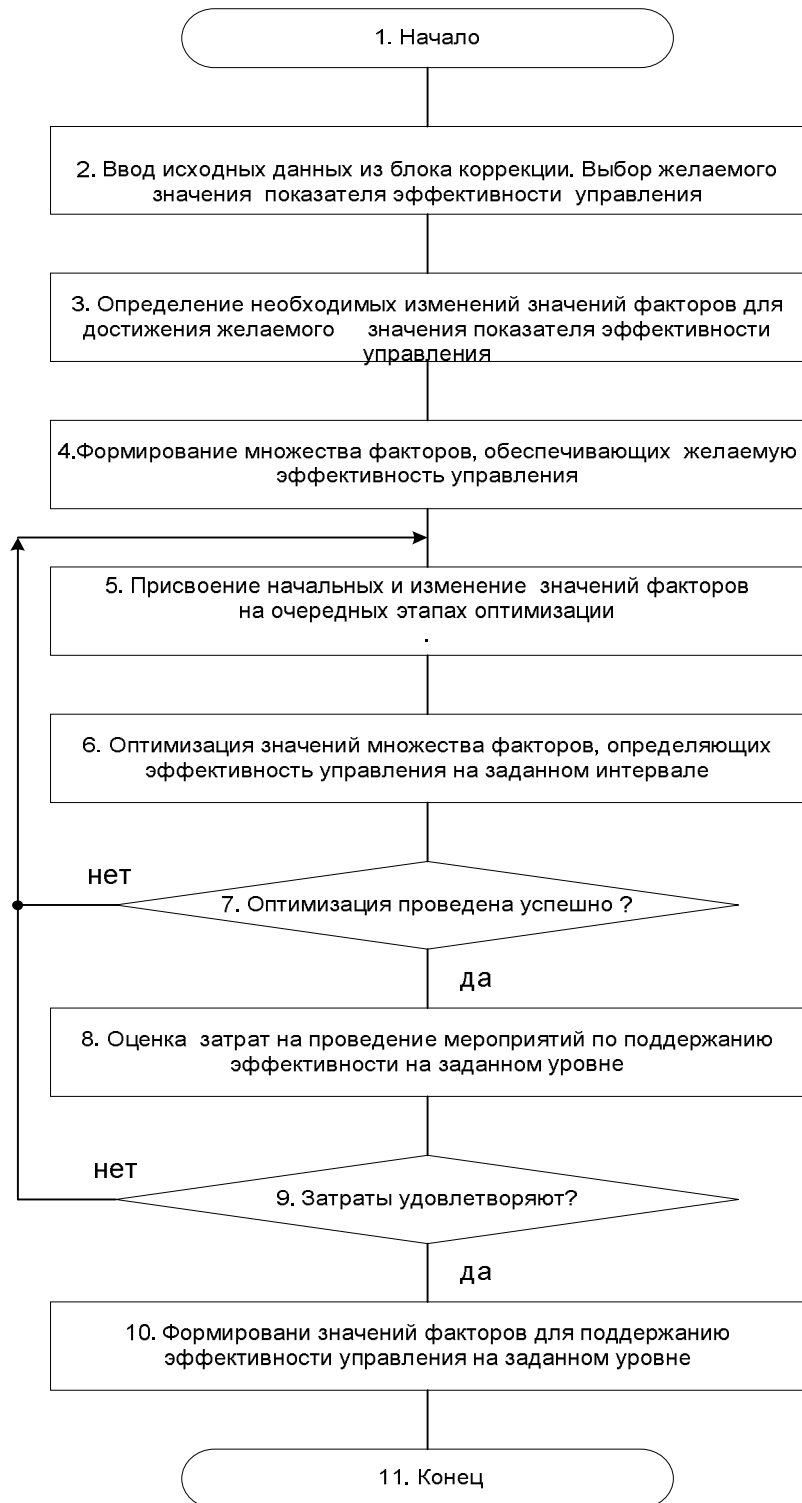 1. Начало
2. Ввод исходных данных из блока коррекции. Выбор желаемого
значения показателя эффективности управления
3. Определение необходимых изменений значений факторов для
достижения желаемого значения показателя эффективности
управления
4.Формирование множества факторов, обеспечивающих желаемую
эффективность управления
5. Присвоение начальных и изменение значений факторов
на очередных этапах оптимизации
.
6. Оптимизация значений множества факторов, определяющих
эффективность управления на заданном интервале
нет
7. Оптимизация проведена успешно ?
да
8. Оценка затрат на проведение мероприятий по поддержанию
эффективности на заданном уровне
нет
9. Затраты удовлетворяют?
да
10. Формировани значений факторов для поддержанию
эффективности управления на заданном уровне
11. Конец